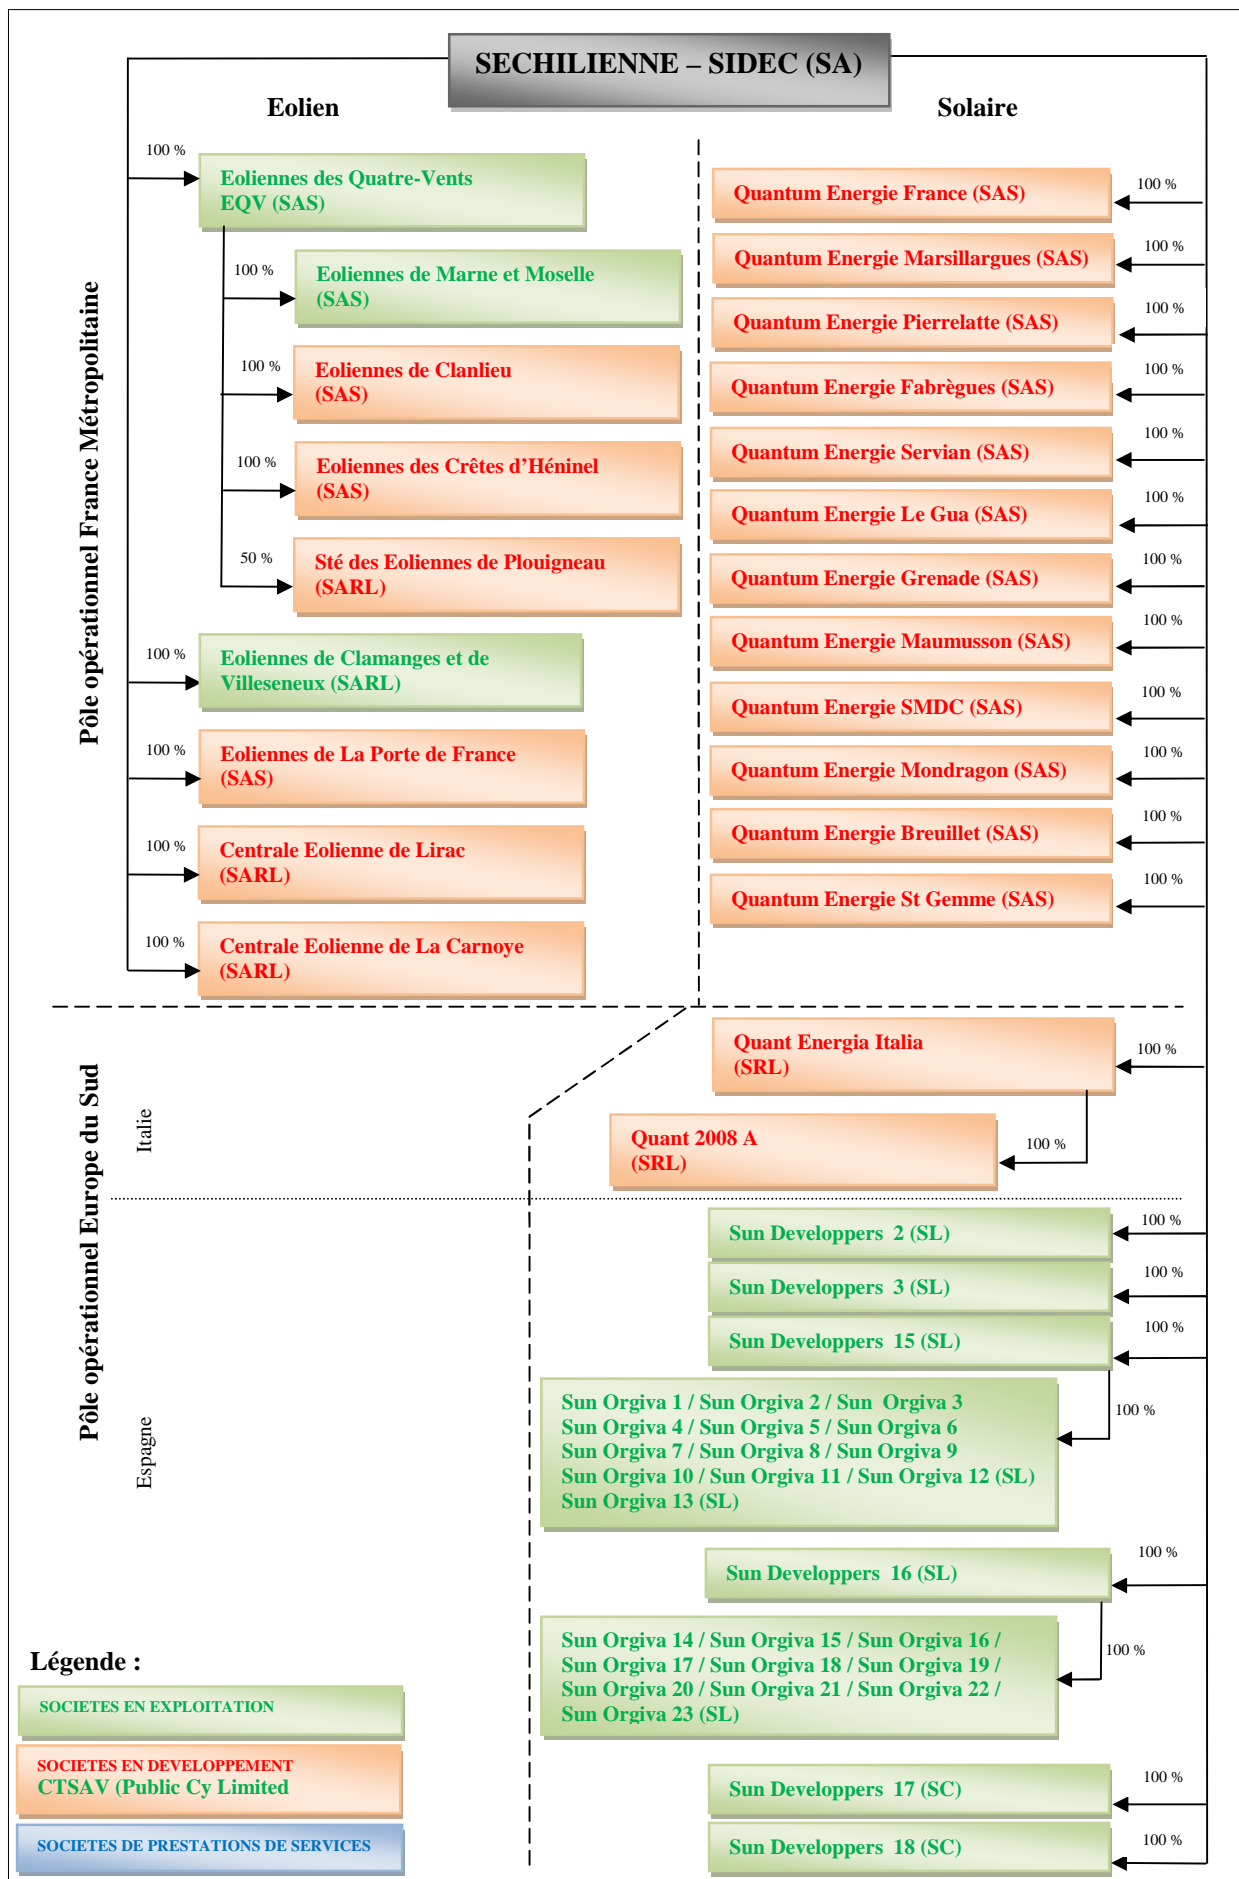 SECHILIENNE – SIDEC (SA)
Eolien
Solaire
Pôle opérationnel France Métropolitaine
100 %
Eoliennes des Quatre-Vents
EQV (SAS)
100 %
Eoliennes de Marne et Moselle
(SAS)
100 %
Eoliennes de Clanlieu
(SAS)
100 %
Eoliennes des Crêtes d’Héninel
(SAS)
50 %
Sté des Eoliennes de Plouigneau
(SARL)
100 %
Eoliennes de Clamanges et de
Villeseneux (SARL)
100 %
Eoliennes de La Porte de France
(SAS)
100 %
Centrale Eolienne de Lirac
(SARL)
100 %
Centrale Eolienne de La Carnoye
(SARL)
Quantum Energie France (SAS)
100 %
Quantum Energie Marsillargues (SAS)
100 %
Quantum Energie Pierrelatte (SAS)
100 %
Quantum Energie Fabrègues (SAS)
100 %
Quantum Energie Servian (SAS)
100 %
Quantum Energie Le Gua (SAS)
100 %
Quantum Energie Grenade (SAS)
100 %
Quantum Energie Maumusson (SAS)
100 %
Quantum Energie SMDC (SAS)
100 %
Quantum Energie Mondragon (SAS)
100 %
Quantum Energie Breuillet (SAS)
100 %
Quantum Energie St Gemme (SAS)
100 %
Pôle opérationnel Europe du Sud
Italie
Quant Energia Italia
(SRL)
100 %
Quant 2008 A
(SRL)
100 %
Espagne
Sun Developpers 2 (SL)
100 %
Sun Developpers 3 (SL)
100 %
Sun Developpers 15 (SL)
100 %
Sun Orgiva 1 / Sun Orgiva 2 / Sun Orgiva 3
Sun Orgiva 4 / Sun Orgiva 5 / Sun Orgiva 6
Sun Orgiva 7 / Sun Orgiva 8 / Sun Orgiva 9
Sun Orgiva 10 / Sun Orgiva 11 / Sun Orgiva 12 (SL)
Sun Orgiva 13 (SL)
100 %
Sun Developpers 16 (SL)
100 %
Sun Orgiva 14 / Sun Orgiva 15 / Sun Orgiva 16 /
Sun Orgiva 17 / Sun Orgiva 18 / Sun Orgiva 19 /
Sun Orgiva 20 / Sun Orgiva 21 / Sun Orgiva 22 /
Sun Orgiva 23 (SL)
100 %
Sun Developpers 17 (SC)
100 %
Sun Developpers 18 (SC)
100 %
Légende :
SOCIETES EN EXPLOITATION
SOCIETES EN DEVELOPPEMENT
CTSAV (Public Cy Limited
SOCIETES DE PRESTATIONS DE SERVICES